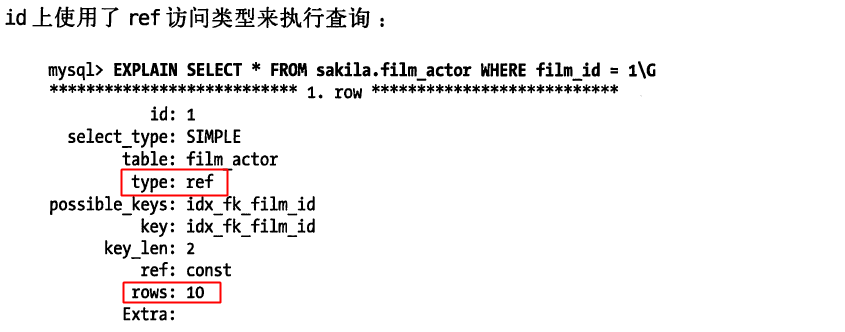 id 上使用了 ref 访问类型来执行查询：
mysql> EXPLAIN SELECT * FROM sakila.film_actor WHERE film_id = 1\G
*************************** 1. row ***************************
id: 1
select_type: SIMPLE
table: film_actor
type: ref
possible_keys: idx_fk_film_id
key: idx_fk_film_id
key_len: 2
ref: const
rows: 10
Extra: